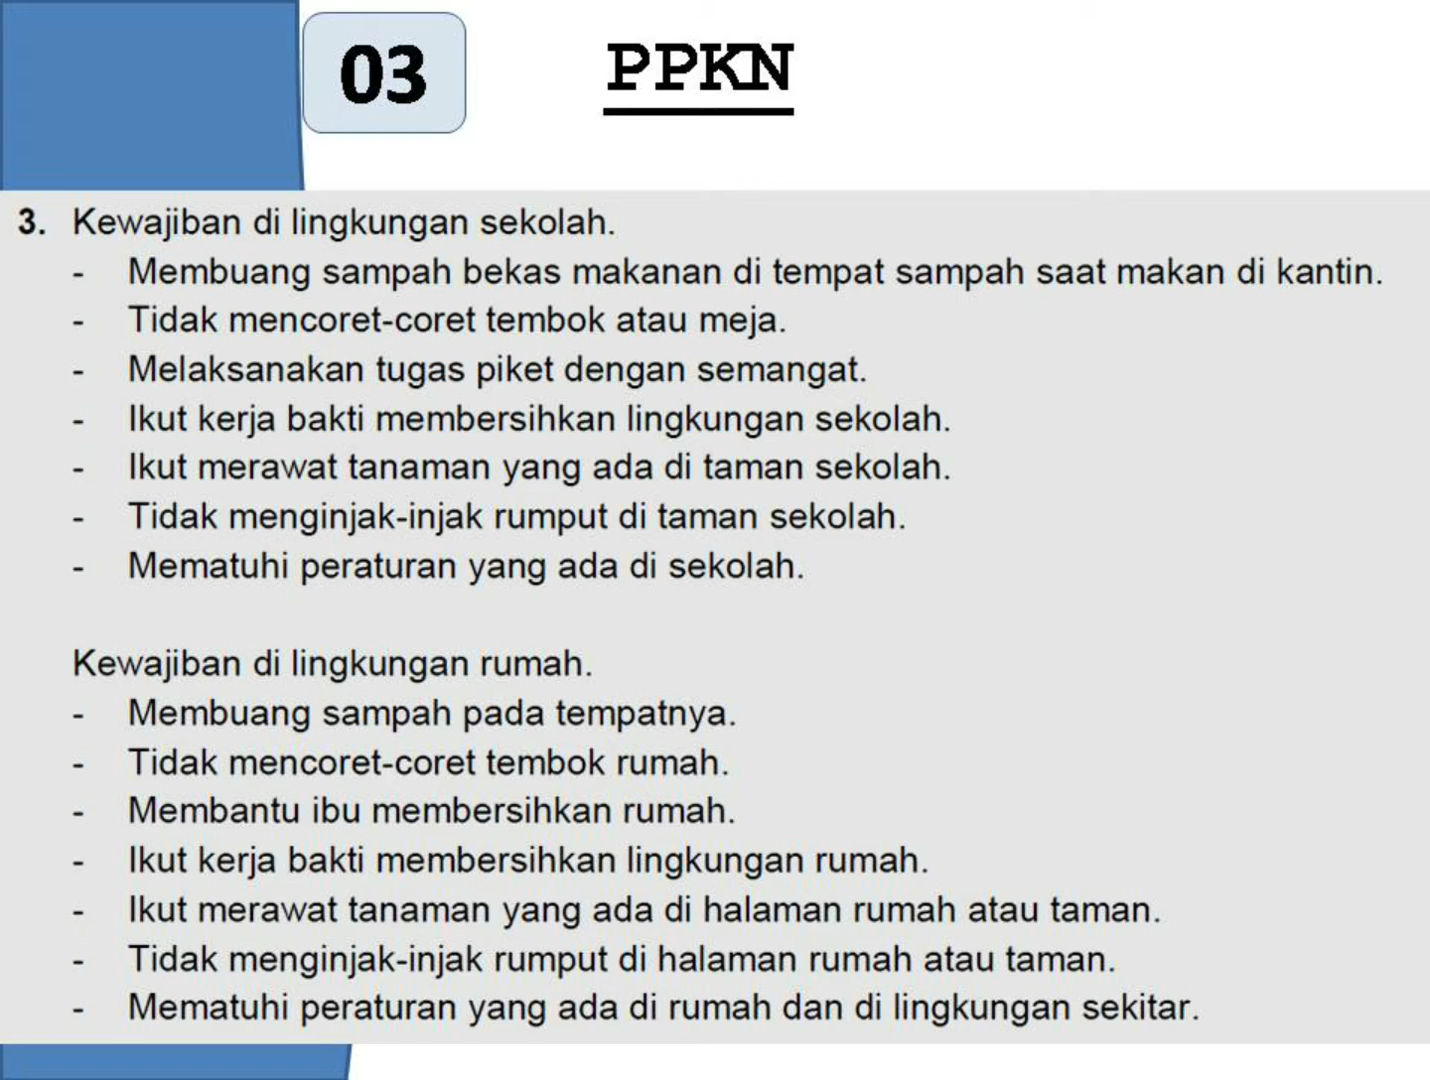 03
PPKN
3. Kewajiban di lingkungan sekolah.
- Membuang sampah bekas makanan di tempat sampah saat makan di kantin.
- Tidak mencoret-coret tembok atau meja.
- Melaksanakan tugas piket dengan semangat.
- Ikut kerja bakti membersihkan lingkungan sekolah.
- Ikut merawat tanaman yang ada di taman sekolah.
- Tidak menginjak-injak rumput di taman sekolah.
- Mematuhi peraturan yang ada di sekolah.
Kewajiban di lingkungan rumah.
- Membuang sampah pada tempatnya.
- Tidak mencoret-coret tembok rumah.
- Membantu ibu membersihkan rumah.
- Ikut kerja bakti membersihkan lingkungan rumah.
- Ikut merawat tanaman yang ada di halaman rumah atau taman.
- Tidak menginjak-injak rumput di halaman rumah atau taman.
- Mematuhi peraturan yang ada di rumah dan di lingkungan sekitar.